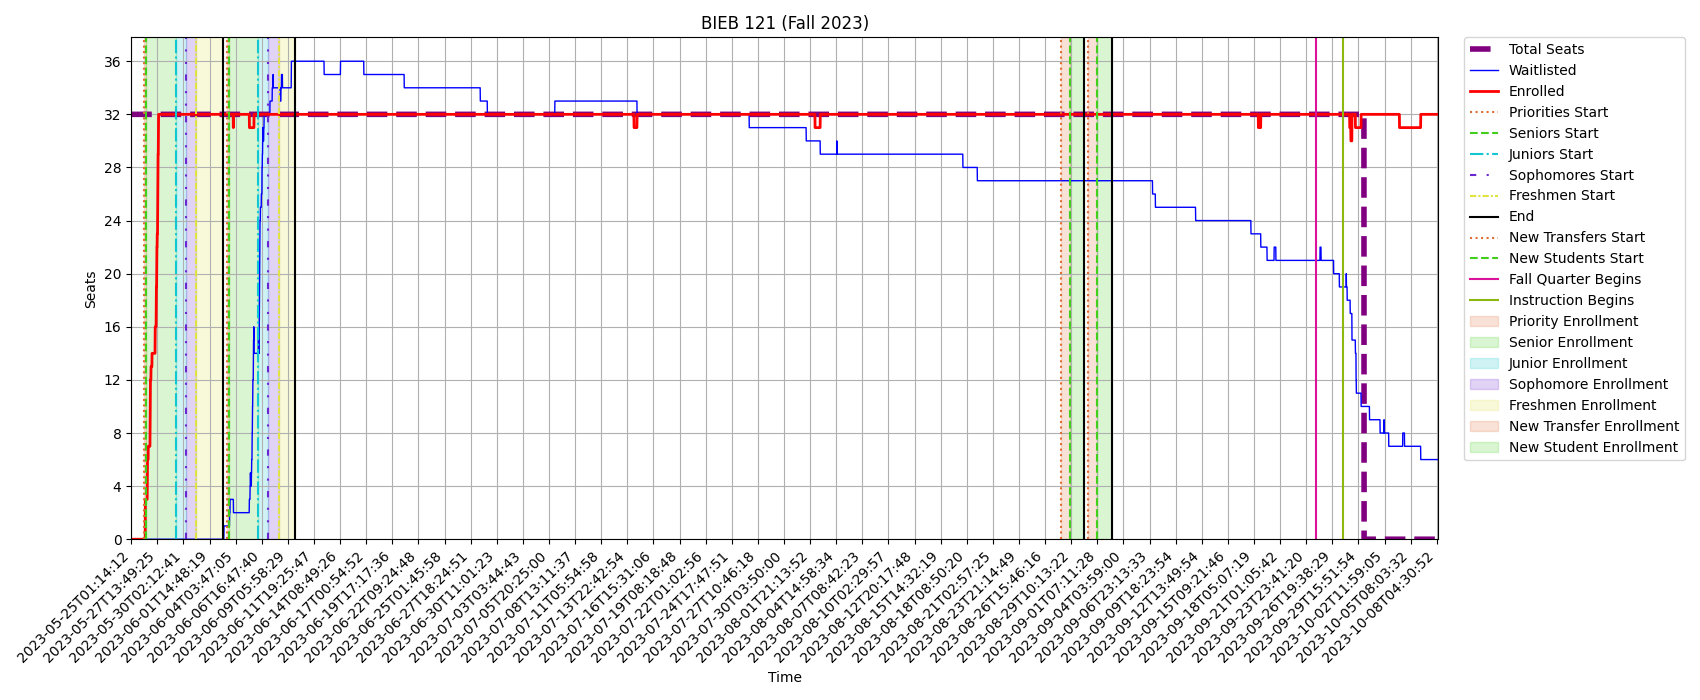 BIEB 121 (Fall 2023)
Seats
36
32
28
24
20
16
12
8
4
0
2023-05-25T01:14:12
2023-05-27T13:49:25
2023-05-30T02:12:41
2023-06-01T14:48:19
2023-06-04T03:47:05
2023-06-06T16:47:40
2023-06-09T05:58:29
2023-06-11T19:25:47
2023-06-14T08:49:26
2023-06-17T00:54:52
2023-06-19T17:17:36
2023-06-22T09:24:48
2023-06-25T01:45:58
2023-06-27T18:24:51
2023-06-30T11:01:23
2023-07-03T03:44:43
2023-07-05T20:25:00
2023-07-08T13:11:37
2023-07-11T05:54:58
2023-07-13T22:42:54
2023-07-16T15:31:06
2023-07-19T08:18:48
2023-07-22T01:02:56
2023-07-24T17:47:51
2023-07-27T10:46:18
2023-07-30T03:50:00
2023-08-01T21:13:52
2023-08-04T14:58:34
2023-08-07T08:42:23
2023-08-10T02:29:57
2023-08-12T20:17:48
2023-08-15T14:32:19
2023-08-18T08:50:20
2023-08-21T02:57:25
2023-08-23T21:14:49
2023-08-26T15:46:16
2023-08-29T10:13:22
2023-09-01T07:11:28
2023-09-04T03:59:00
2023-09-06T23:13:33
2023-09-09T18:23:54
2023-09-12T13:49:54
2023-09-15T09:21:46
2023-09-18T05:07:19
2023-09-21T01:05:42
2023-09-23T23:41:20
2023-09-26T19:38:29
2023-09-29T15:51:54
2023-10-02T11:59:05
2023-10-05T08:03:32
2023-10-08T04:30:52
Time
Total Seats
Waitlisted
Enrolled
Priorities Start
Seniors Start
Juniors Start
Sophomores Start
Freshmen Start
End
New Transfers Start
New Students Start
Fall Quarter Begins
Instruction Begins
Priority Enrollment
Senior Enrollment
Junior Enrollment
Sophomore Enrollment
Freshmen Enrollment
New Transfer Enrollment
New Student Enrollment